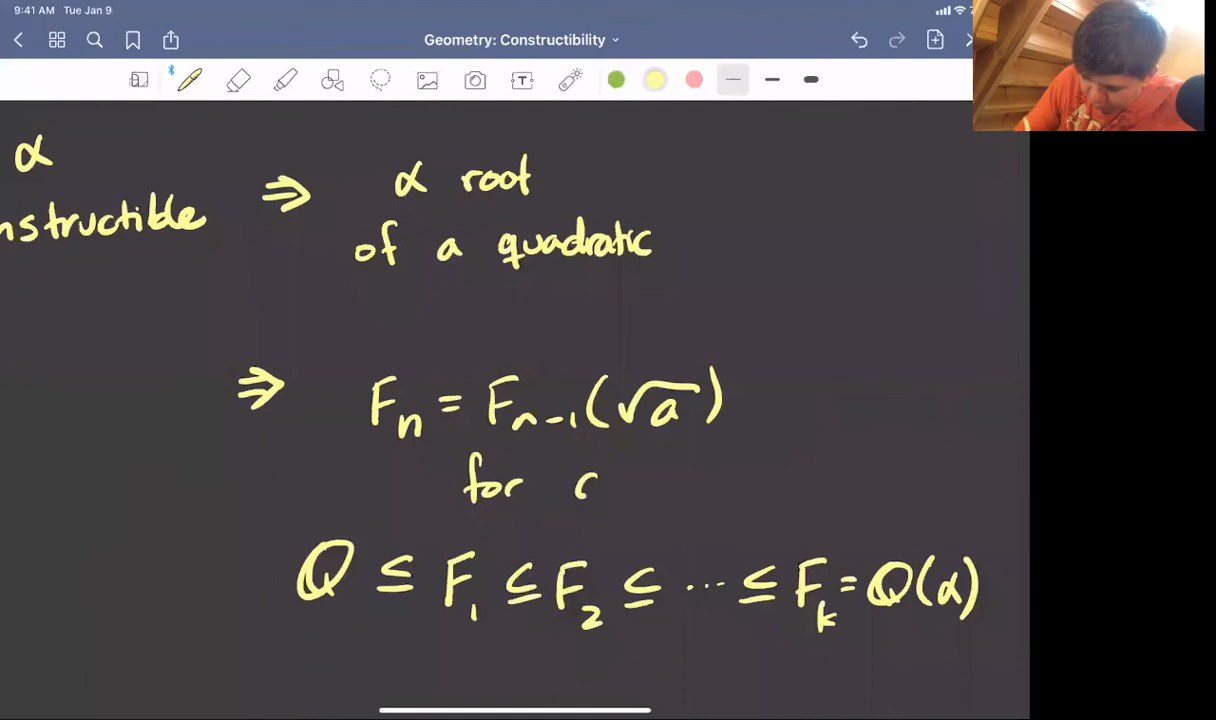 9:41 AM Tue Jan 9
Geometry: Constructibility
α
nstructible
⇒ α root
of a quadratic
⇒ Fₙ = Fₙ₋₁(√a)
for
Q ≤ F₁ ≤ F₂ ≤ ⋯ ≤ Fₖ = Q(α)